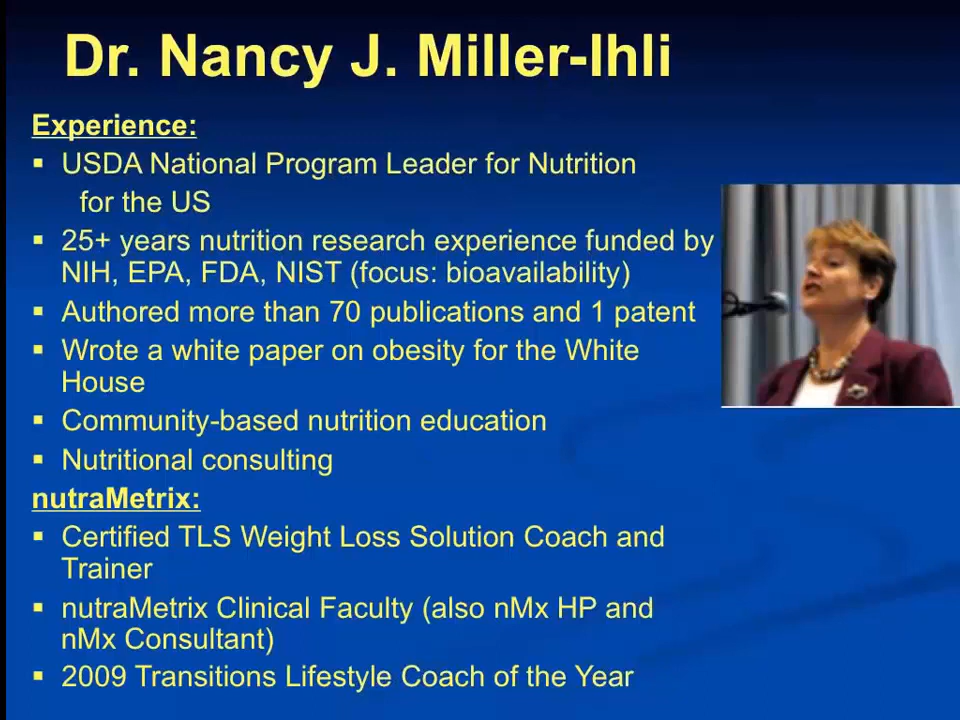 Dr. Nancy J. Miller-Ihli
Experience:
▪ USDA National Program Leader for Nutrition
for the US
▪ 25+ years nutrition research experience funded by
NIH, EPA, FDA, NIST (focus: bioavailability)
▪ Authored more than 70 publications and 1 patent
▪ Wrote a white paper on obesity for the White
House
▪ Community-based nutrition education
▪ Nutritional consulting
nutraMetrix:
▪ Certified TLS Weight Loss Solution Coach and
Trainer
▪ nutraMetrix Clinical Faculty (also nMx HP and
nMx Consultant)
▪ 2009 Transitions Lifestyle Coach of the Year